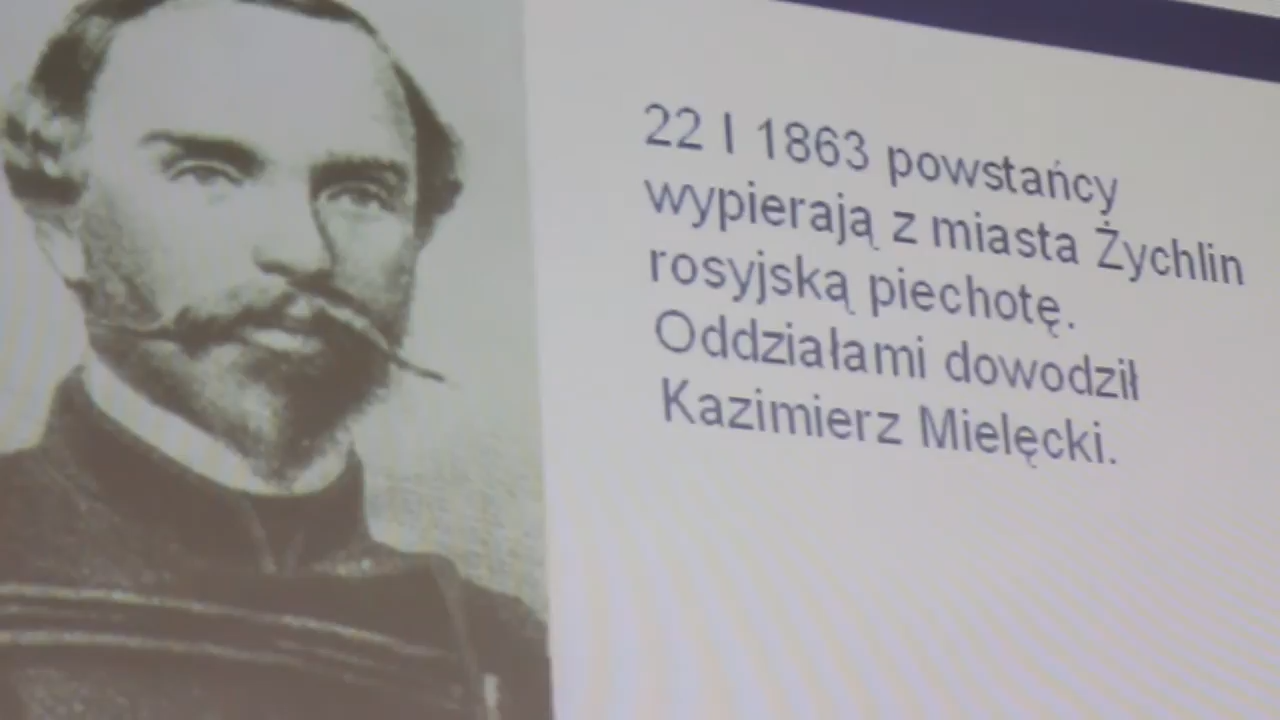 22 I 1863 powstańcy
wypierają z miasta Żychlin
rosyjską piechotę.
Oddziałami dowodził
Kazimierz Mielęcki.